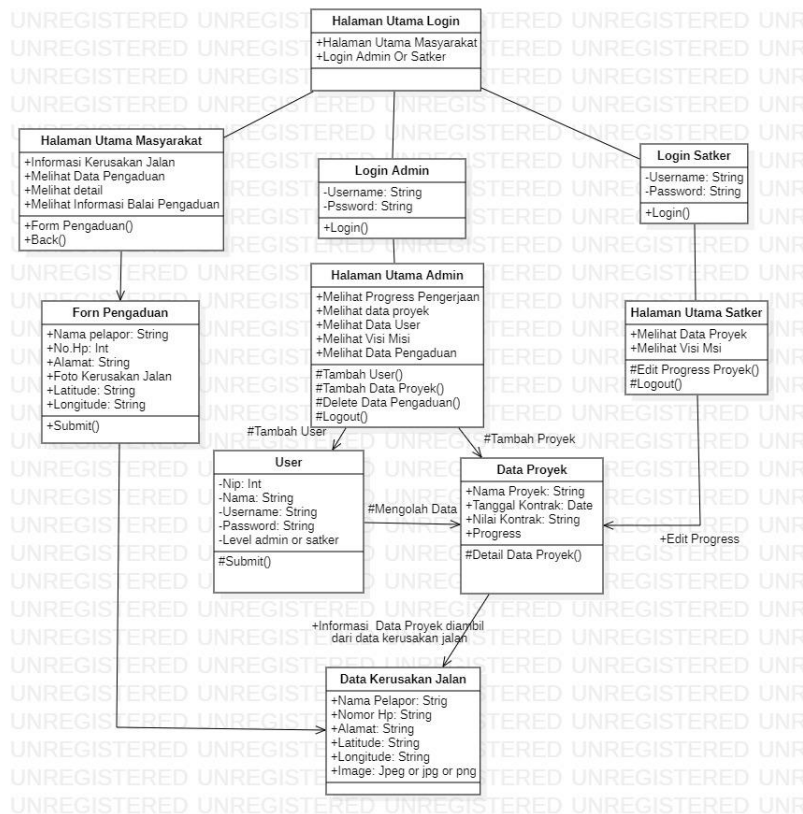 Halaman Utama Login
+Halaman Utama Masyarakat
+Login Admin Or Satker
Halaman Utama Masyarakat
+Informasi Kerusakan Jalan
+Melihat Data Pengaduan
+Melihat detail
+Melihat Informasi Balai Pengaduan
+Form Pengaduan()
+Back()
Login Admin
-Username: String
-Pssword: String
+Login()
Login Satker
-Username: String
-Password: String
+Login()
Forn Pengaduan
+Nama pelapor: String
+No.Hp: Int
+Alamat: String
+Foto Kerusakan Jalan
+Latitude: String
+Longitude: String
+Submit()
Halaman Utama Admin
+Melihat Progress Pengerjaan
+Melihat data proyek
+Melihat Data User
+Melihat Visi Misi
+Melihat Data Pengaduan
#Tambah User()
#Tambah Data Proyek()
#Delete Data Pengaduan()
#Logout()
Halaman Utama Satker
+Melihat Data Proyek
+Melihat Visi Msi
#Edit Progress Proyek()
#Logout()
#Tambah User
#Tambah Proyek
User
-Nip: Int
-Nama: String
-Username: String
-Password: String
-Level admin or satker
#Submit()
#Mengolah Data
Data Proyek
+Nama Proyek: String
+Tanggal Kontrak: Date
+Nilai Kontrak: String
+Progress
#Detail Data Proyek()
+Edit Progress
+Informasi Data Proyek diambil
dari data kerusakan jalan
Data Kerusakan Jalan
+Nama Pelapor: Strig
+Nomor Hp: String
+Alamat: String
+Latitude: String
+Longitude: String
+Image: Jpeg or jpg or png
UNREGISTERED